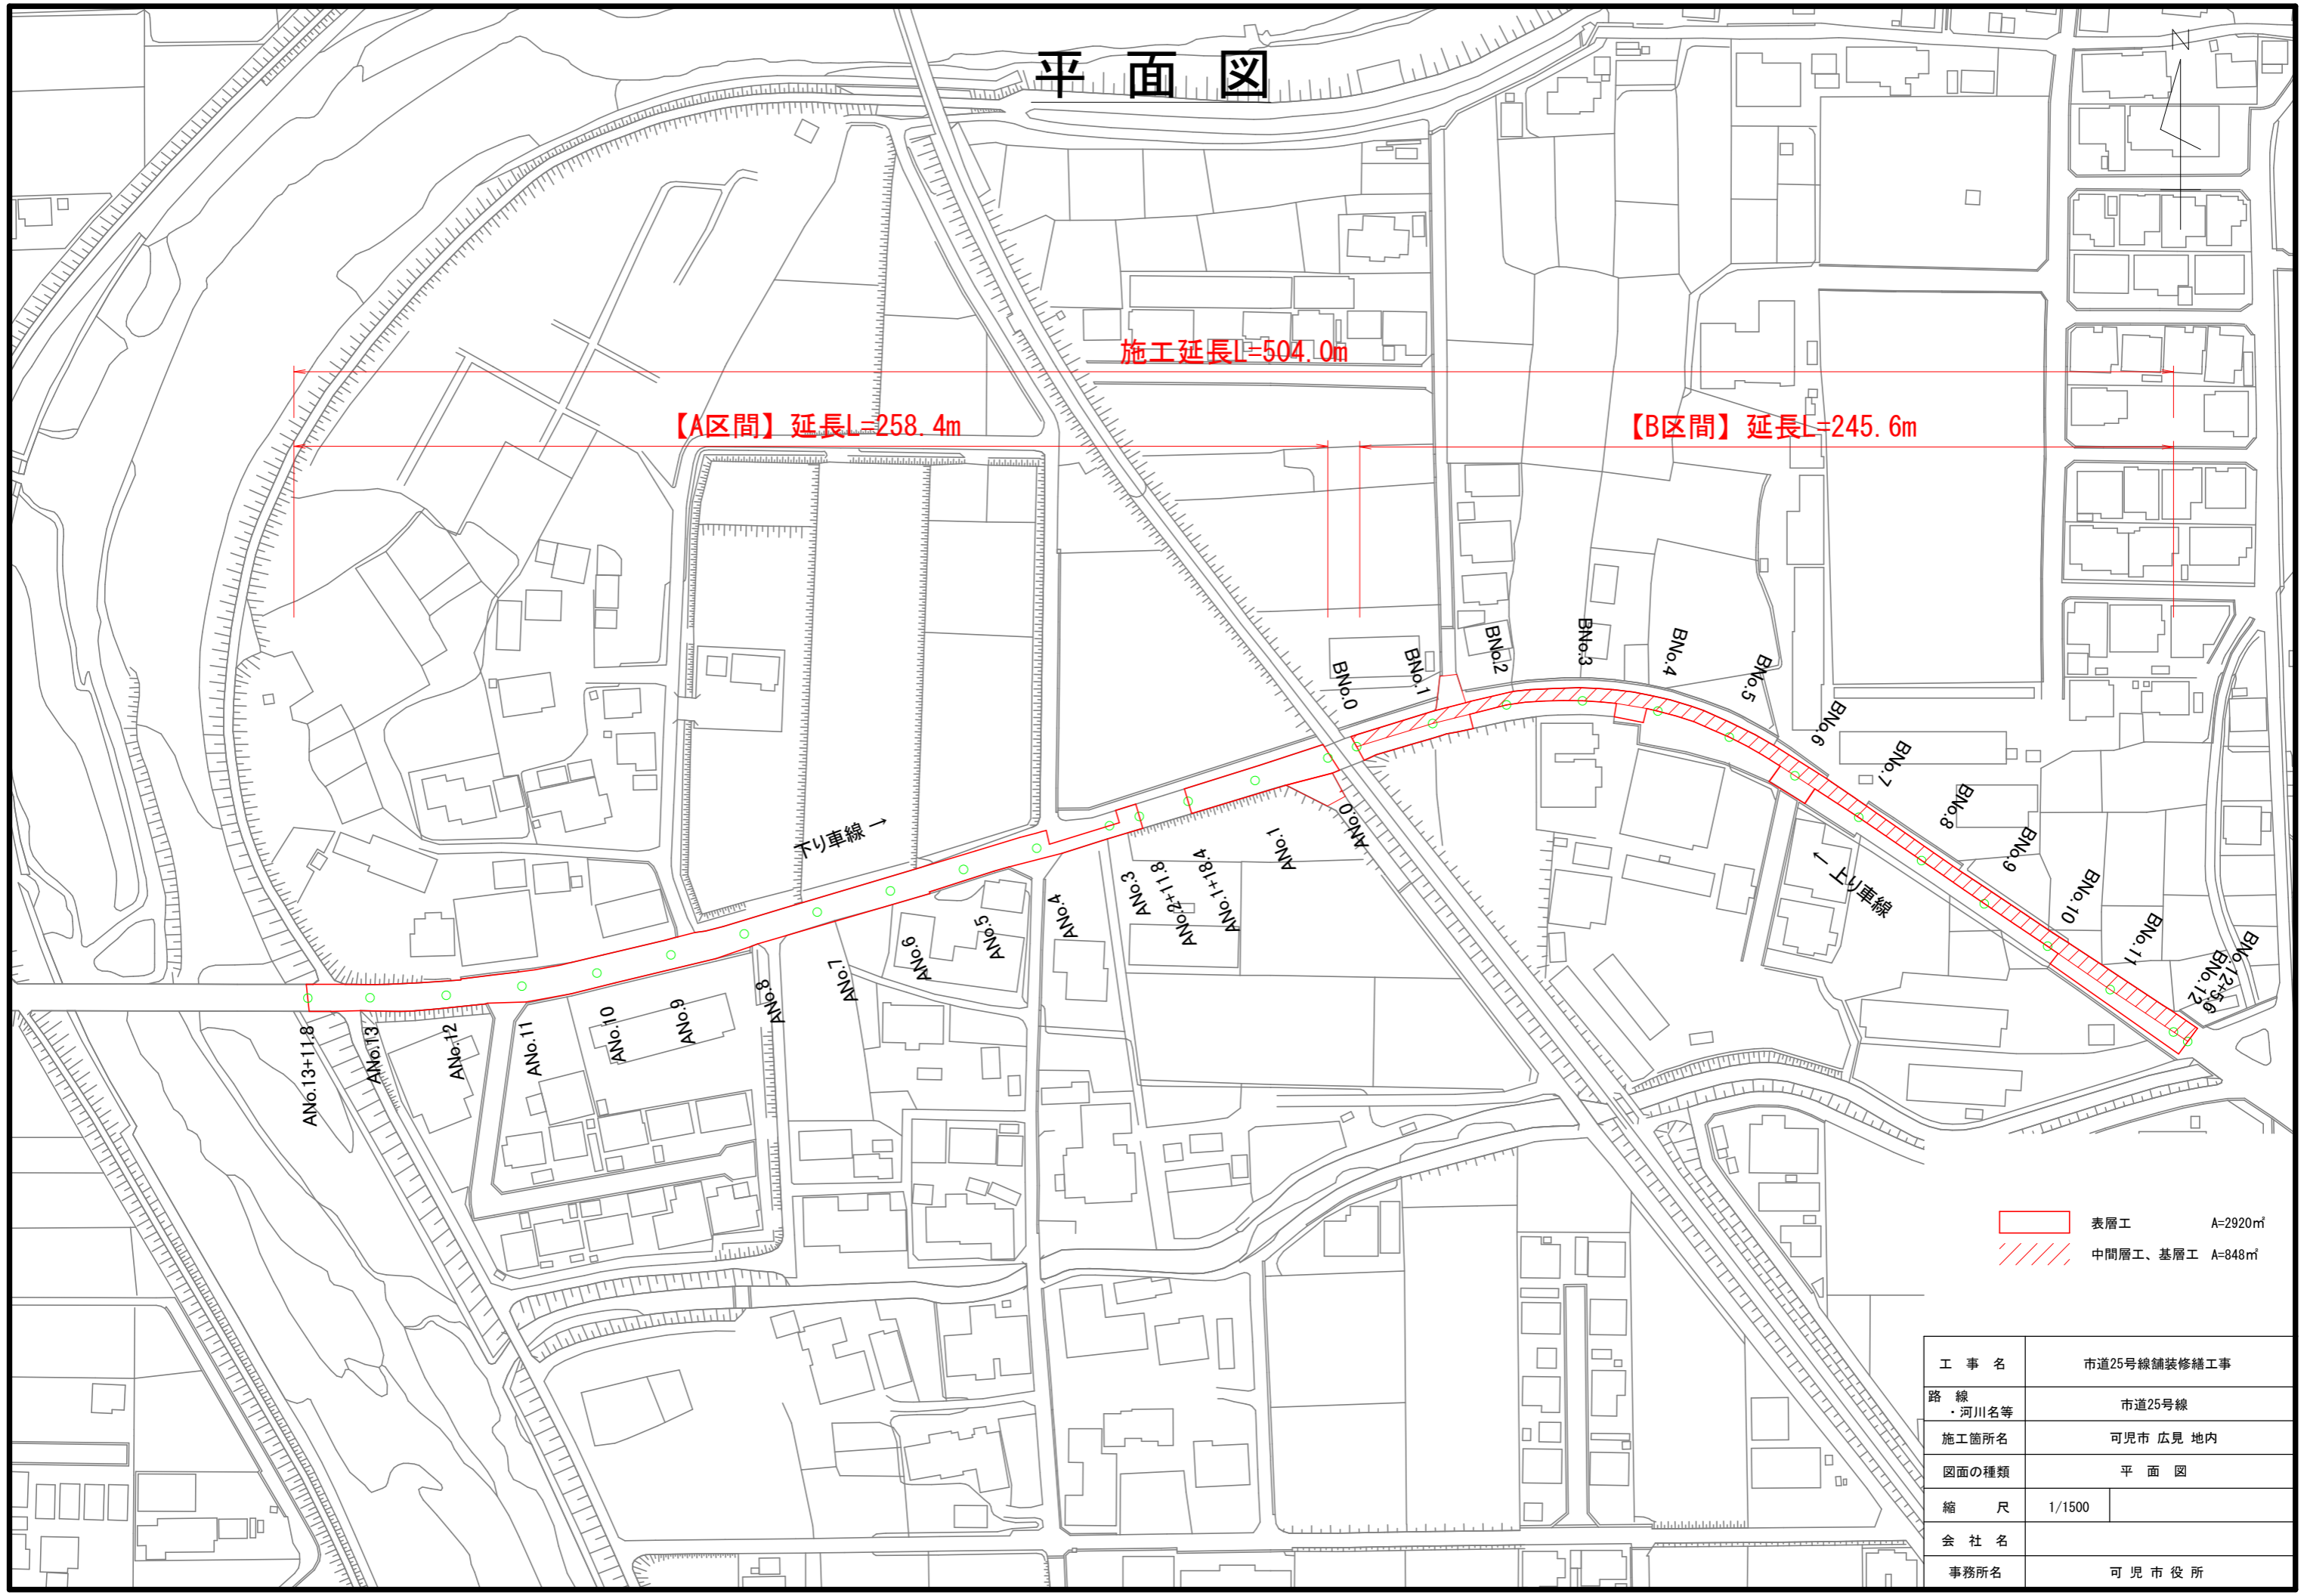 平 面 図
N
施工延長L=504.0m
【A区間】延長L=258.4m
【B区間】延長L=245.6m
BNo.0
BNo.1
BNo.2
BNo.3
BNo.4
BNo.5
BNo.6
BNo.7
BNo.8
BNo.9
BNo.10
BNo.11
BNo.12
BNo.12+5.6
下り車線 →
← 上り車線
ANo.13+11.8
ANo.13
ANo.12
ANo.11
ANo.10
ANo.9
ANo.8
ANo.7
ANo.6
ANo.5
ANo.4
ANo.3
ANo.2+11.8
ANo.1+18.4
ANo.1
ANo.0
表層工 A=2920㎡
中間層工、基層工 A=848㎡
工 事 名 市道25号線舗装修繕工事
路 線
・河川名等 市道25号線
施工箇所名 可児市 広見 地内
図面の種類 平 面 図
縮 尺 1/1500
会 社 名
事務所名 可 児 市 役 所